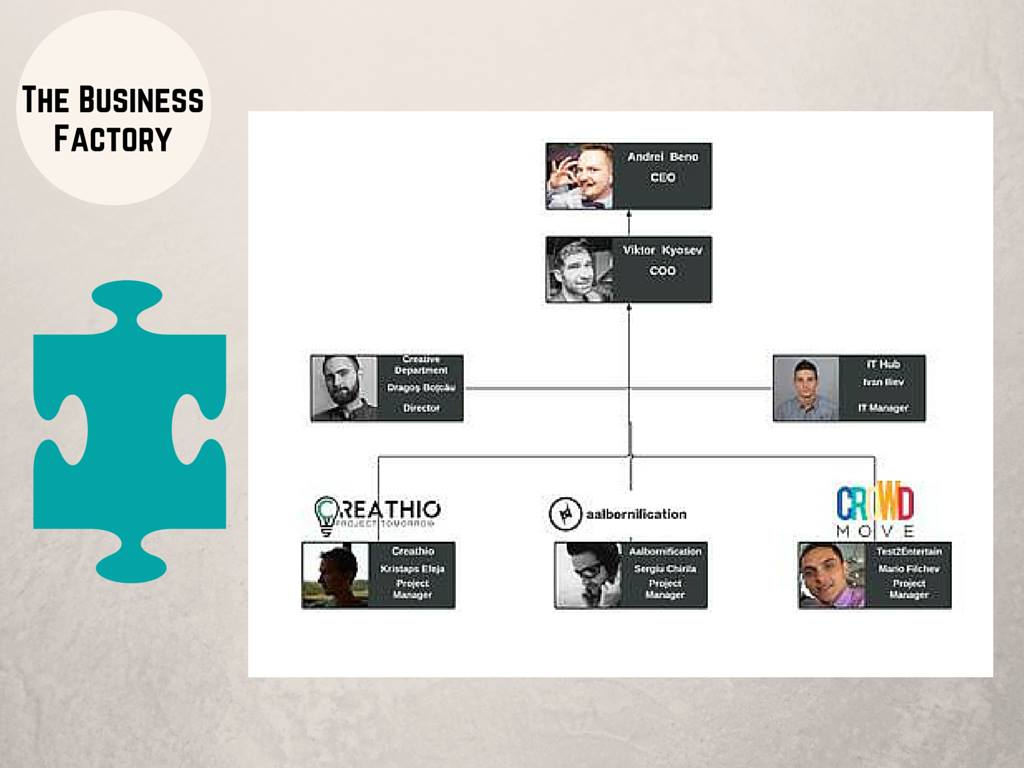 The Business
Factory
Andrei Beno
CEO
Viktor Kyosev
COO
Creative
Department
Dragoș Boțcău
Director
IT Hub
Ivan Iliev
IT Manager
CREATHIO
PROJECT TOMORROW
aalbornification
CROWD
MOVE
Creathio
Kristaps Eleja
Project
Manager
Aalbornification
Sergiu Chirila
Project
Manager
Test2Entertain
Mario Filchev
Project
Manager